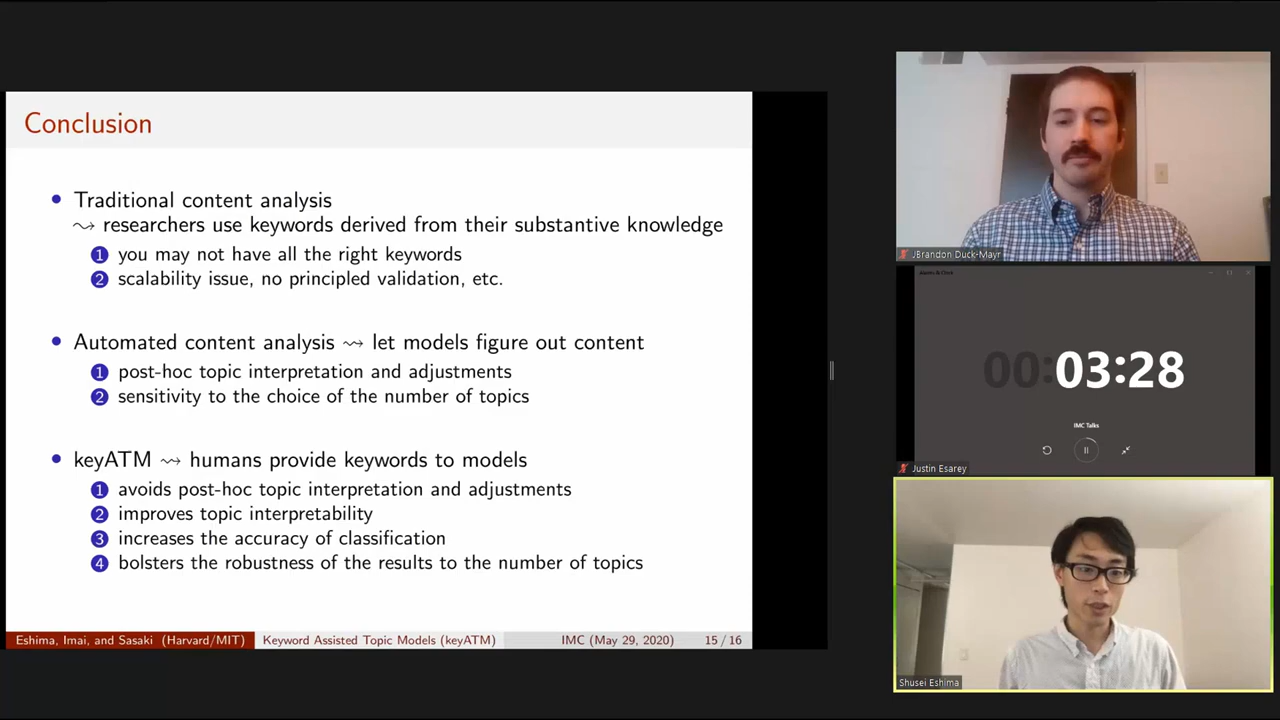 Conclusion
• Traditional content analysis
⇝ researchers use keywords derived from their substantive knowledge
1 you may not have all the right keywords
2 scalability issue, no principled validation, etc.
• Automated content analysis ⇝ let models figure out content
1 post-hoc topic interpretation and adjustments
2 sensitivity to the choice of the number of topics
• keyATM ⇝ humans provide keywords to models
1 avoids post-hoc topic interpretation and adjustments
2 improves topic interpretability
3 increases the accuracy of classification
4 bolsters the robustness of the results to the number of topics
Eshima, Imai, and Sasaki (Harvard/MIT) Keyword Assisted Topic Models (keyATM) IMC (May 29, 2020) 15 / 16
JBrandon Duck-Mayr
Alarms & Clock
00:03:28
IMC Talks
Justin Esarey
Shusei Eshima